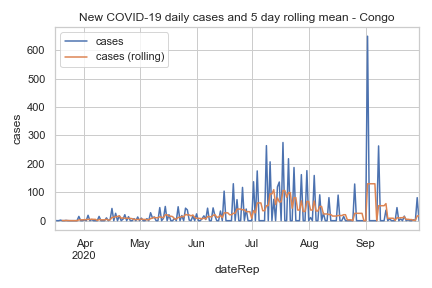 New COVID-19 daily cases and 5 day rolling mean - Congo
cases
cases (rolling)
600
500
400
300
200
100
0
cases
Apr
2020
May
Jun
Jul
Aug
Sep
dateRep